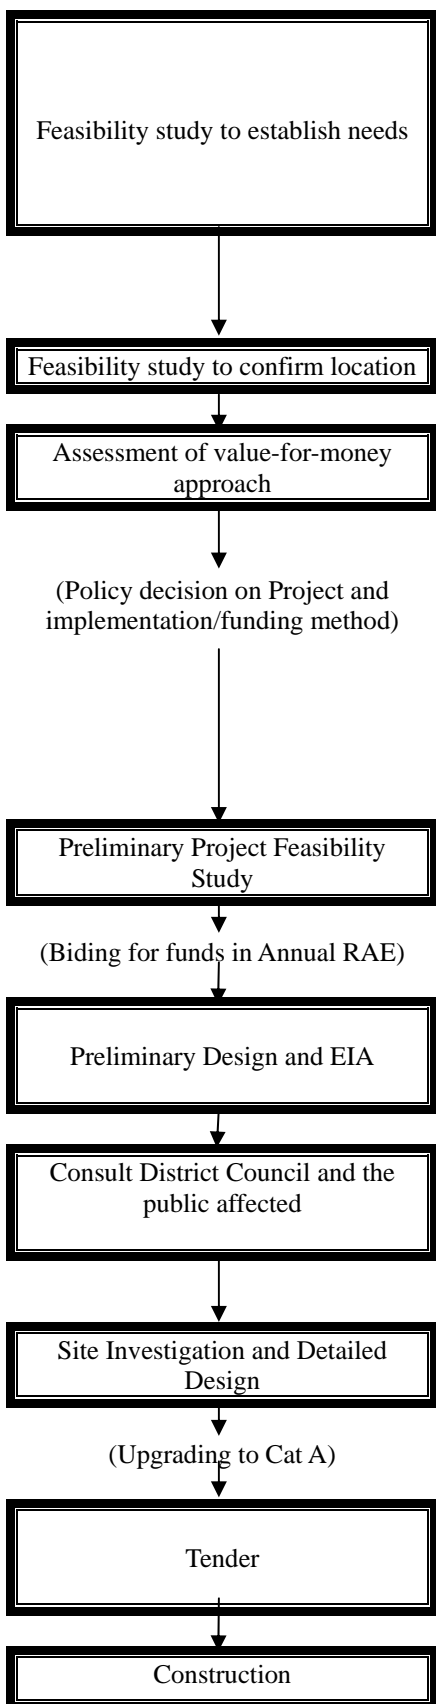 Feasibility study to establish needs
Feasibility study to confirm location
Assessment of value-for-money
approach
(Policy decision on Project and
implementation/funding method)
Preliminary Project Feasibility
Study
(Biding for funds in Annual RAE)
Preliminary Design and EIA
Consult District Council and the
public affected
Site Investigation and Detailed
Design
(Upgrading to Cat A)
Tender
Construction